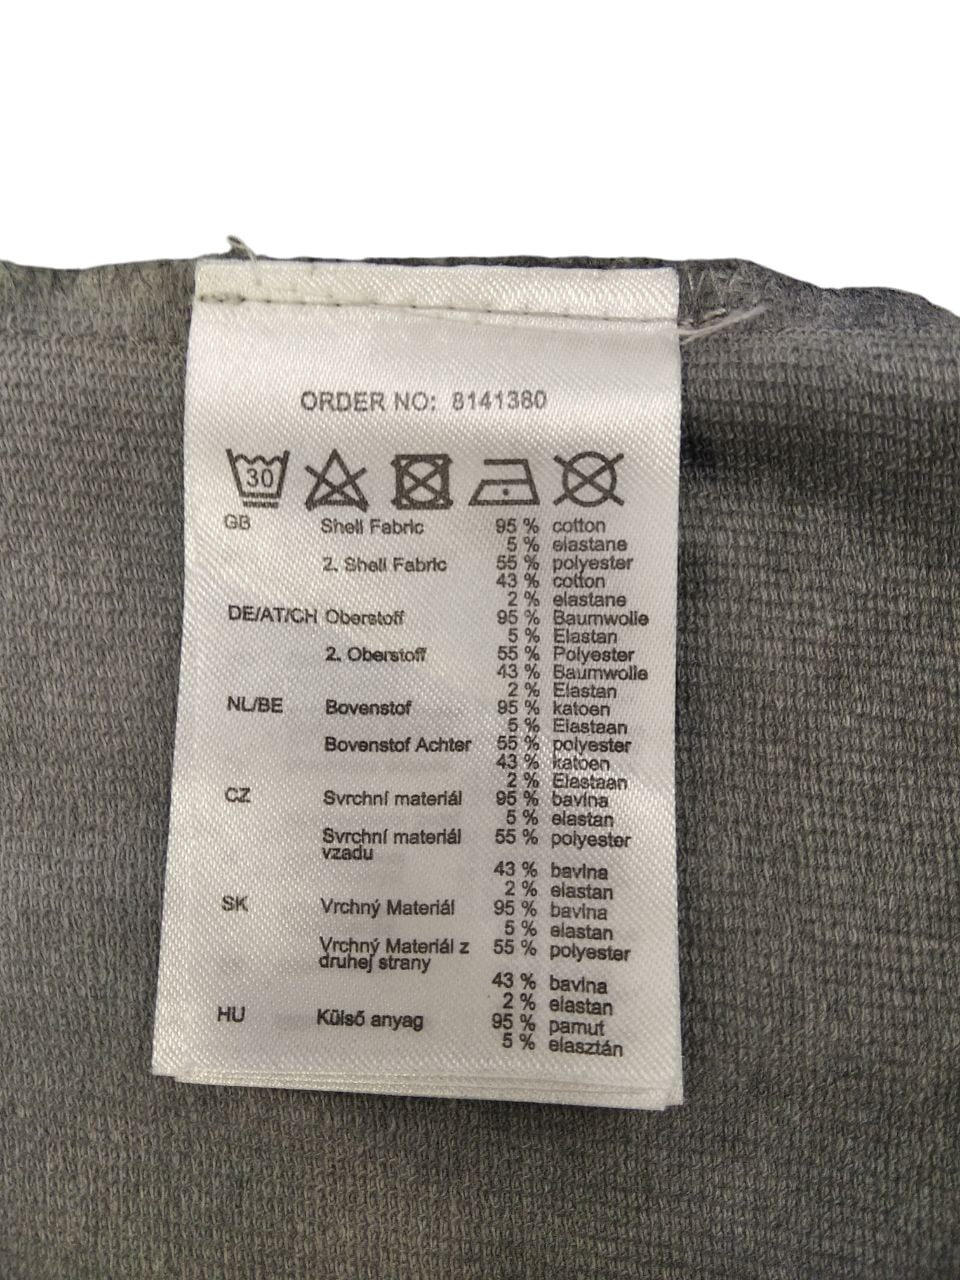 ORDER NO: 8141380
30
GB Shell Fabric 95 % cotton
5 % elastane
2. Shell Fabric 55 % polyester
43 % cotton
2 % elastane
DE/AT/CH Oberstoff 95 % Baumwolle
5 % Elastan
2. Oberstoff 55 % Polyester
43 % Baumwolle
2 % Elastan
NL/BE Bovenstof 95 % katoen
5 % Elastaan
Bovenstof Achter 55 % polyester
43 % katoen
2 % Elastaan
CZ Svrchní materiál 95 % bavlna
5 % elastan
Svrchní materiál 55 % polyester
vzadu
43 % bavlna
2 % elastan
SK Vrchný Materiál 95 % bavlna
5 % elastan
Vrchný Materiál z 55 % polyester
druhej strany
43 % bavlna
2 % elastan
HU Külső anyag 95 % pamut
5 % elasztán